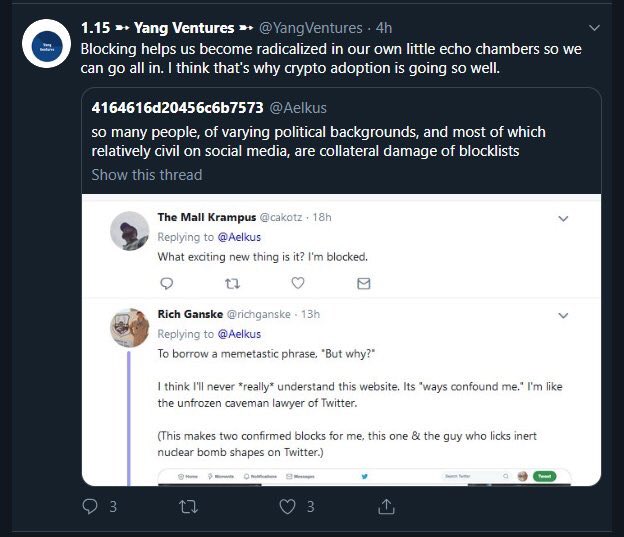 1.15 ➵ Yang Ventures ➵ @YangVentures · 4h
Blocking helps us become radicalized in our own little echo chambers so we
can go all in. I think that's why crypto adoption is going so well.
4164616d20456c6b7573 @Aelkus
so many people, of varying political backgrounds, and most of which
relatively civil on social media, are collateral damage of blocklists
Show this thread
The Mall Krampus @cakotz · 18h
Replying to @Aelkus
What exciting new thing is it? I'm blocked.
Rich Ganske @richganske · 13h
Replying to @Aelkus
To borrow a memetastic phrase, "But why?"
I think I'll never *really* understand this website. Its "ways confound me." I'm like
the unfrozen caveman lawyer of Twitter.
(This makes two confirmed blocks for me, this one & the guy who licks inert
nuclear bomb shapes on Twitter.)
Home Moments Notifications Messages Search Twitter Tweet
3 3